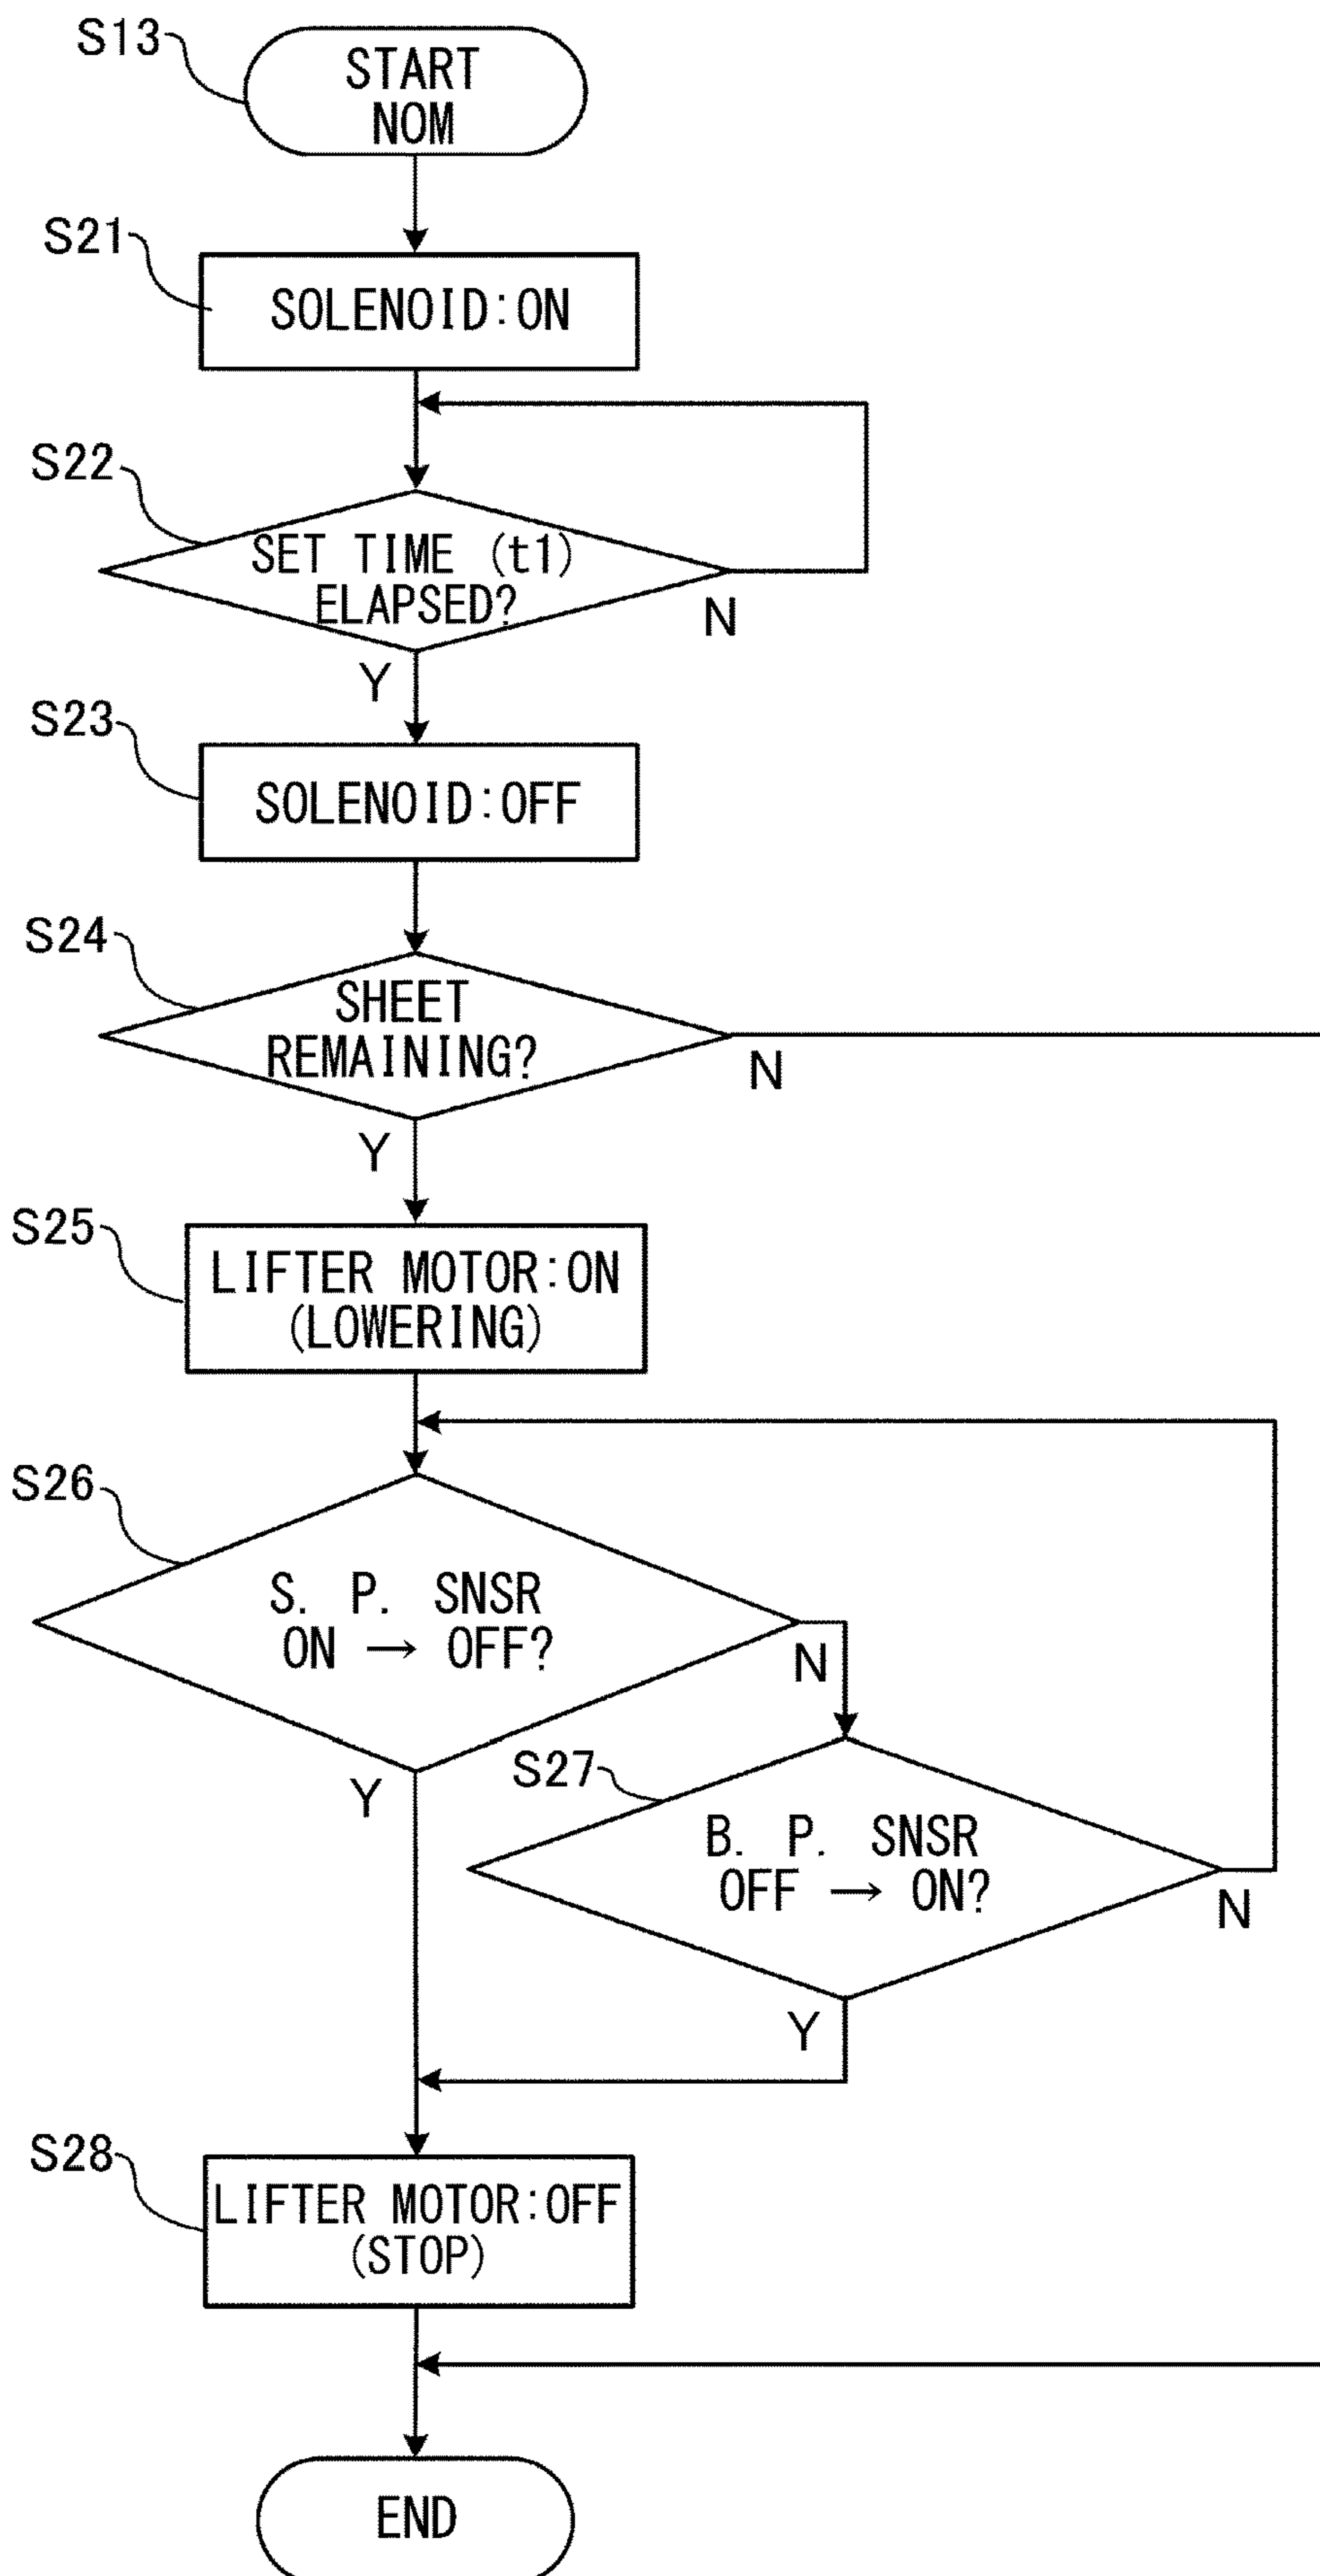 S13
START
NOM
S21
SOLENOID:ON
S22
SET TIME (t1)
ELAPSED?
N
Y
S23
SOLENOID:OFF
S24
SHEET
REMAINING?
N
Y
S25
LIFTER MOTOR:ON
(LOWERING)
S26
S. P. SNSR
ON → OFF?
N
Y
S27
B. P. SNSR
OFF → ON?
N
Y
S28
LIFTER MOTOR:OFF
(STOP)
END